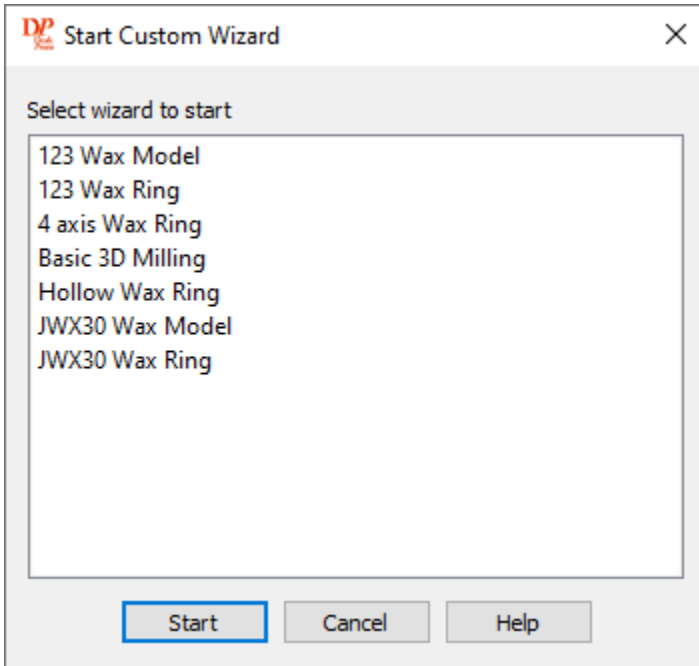 DP
Start Custom Wizard
Select wizard to start
123 Wax Model
123 Wax Ring
4 axis Wax Ring
Basic 3D Milling
Hollow Wax Ring
JWX30 Wax Model
JWX30 Wax Ring
Start
Cancel
Help